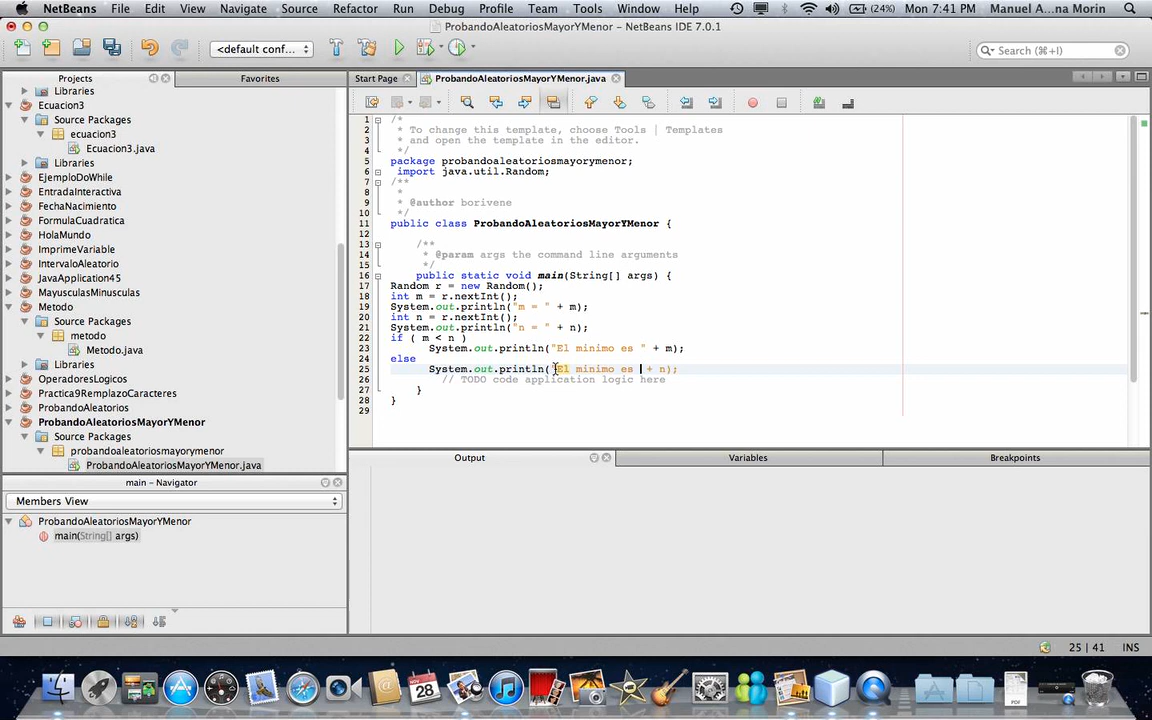 NetBeans File Edit View Navigate Source Refactor Run Debug Profile Team Tools Window Help (24%) Mon 7:41 PM Manuel A...na Morin
ProbandoAleatoriosMayorYMenor - NetBeans IDE 7.0.1
<default conf...
Search (⌘+I)
Projects
Favorites
Libraries
Ecuacion3
Source Packages
ecuacion3
Ecuacion3.java
Libraries
EjemploDoWhile
EntradaInteractiva
FechaNacimiento
FormulaCuadratica
HolaMundo
ImprimeVariable
IntervaloAleatorio
JavaApplication45
MayusculasMinusculas
Metodo
Source Packages
metodo
Metodo.java
Libraries
OperadoresLogicos
Practica9RemplazoCaracteres
ProbandoAleatorios
ProbandoAleatoriosMayorYMenor
Source Packages
probandoaleatoriosmayorymenor
ProbandoAleatoriosMayorYMenor.java
main - Navigator
Members View
ProbandoAleatoriosMayorYMenor
main(String[] args)
Start Page
ProbandoAleatoriosMayorYMenor.java
1 /*
2 * To change this template, choose Tools | Templates
3 * and open the template in the editor.
4 */
5 package probandoaleatoriosmayorymenor;
6 import java.util.Random;
7 /**
8 *
9 * @author borivene
10 */
11 public class ProbandoAleatoriosMayorYMenor {
12
13 /**
14 * @param args the command line arguments
15 */
16 public static void main(String[] args) {
17 Random r = new Random();
18 int m = r.nextInt();
19 System.out.println("m = " + m);
20 int n = r.nextInt();
21 System.out.println("n = " + n);
22 if ( m < n )
23 System.out.println("El minimo es " + m);
24 else
25 System.out.println("El minimo es + n);
26 // TODO code application logic here
27 }
28 }
29
Output
Variables
Breakpoints
25 | 41 INS
NOV
28
PDF